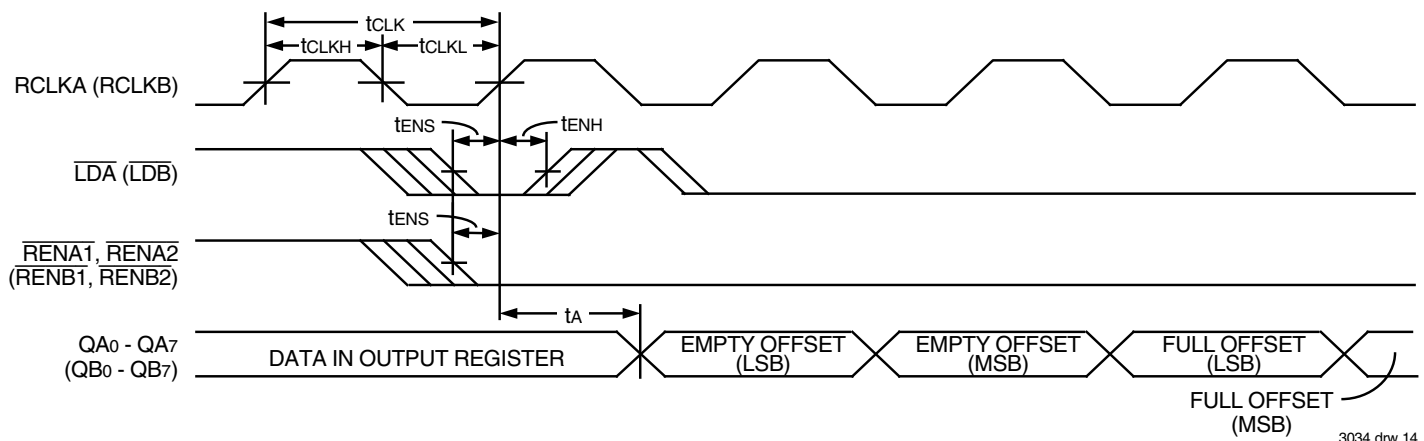 tCLK
tCLKH
tCLKL
RCLKA (RCLKB)
tENS
tENH
LDA (LDB)
tENS
RENA1, RENA2
(RENB1, RENB2)
tA
QA0 - QA7
(QB0 - QB7)
DATA IN OUTPUT REGISTER
EMPTY OFFSET
(LSB)
EMPTY OFFSET
(MSB)
FULL OFFSET
(LSB)
FULL OFFSET
(MSB)
3034 drw 14